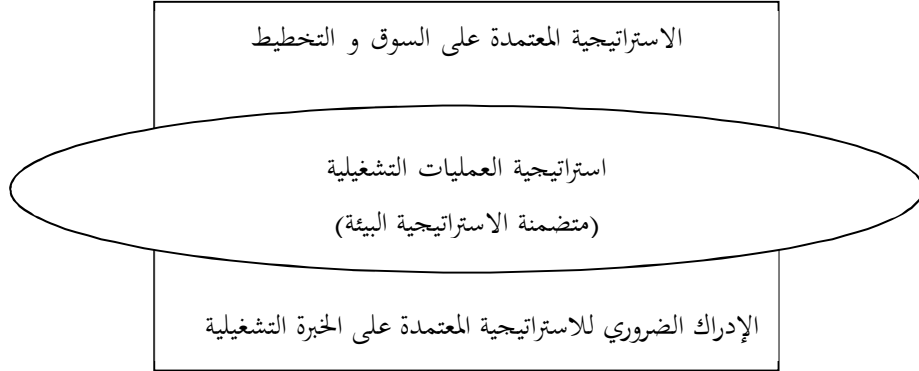 الاستراتيجية المعتمدة على السوق و التخطيط
استراتيجية العمليات التشغيلية
(متضمنة الاستراتيجية البيئة)
الإدراك الضروري للاستراتيجية المعتمدة على الخبرة التشغيلية